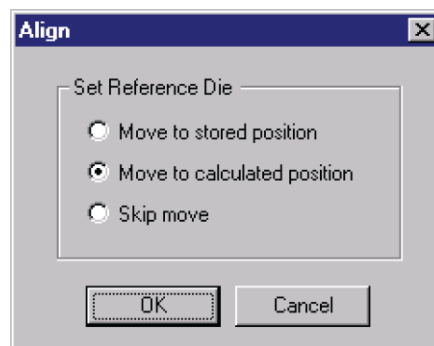 Align
Set Reference Die
Move to stored position
Move to calculated position
Skip move
OK
Cancel